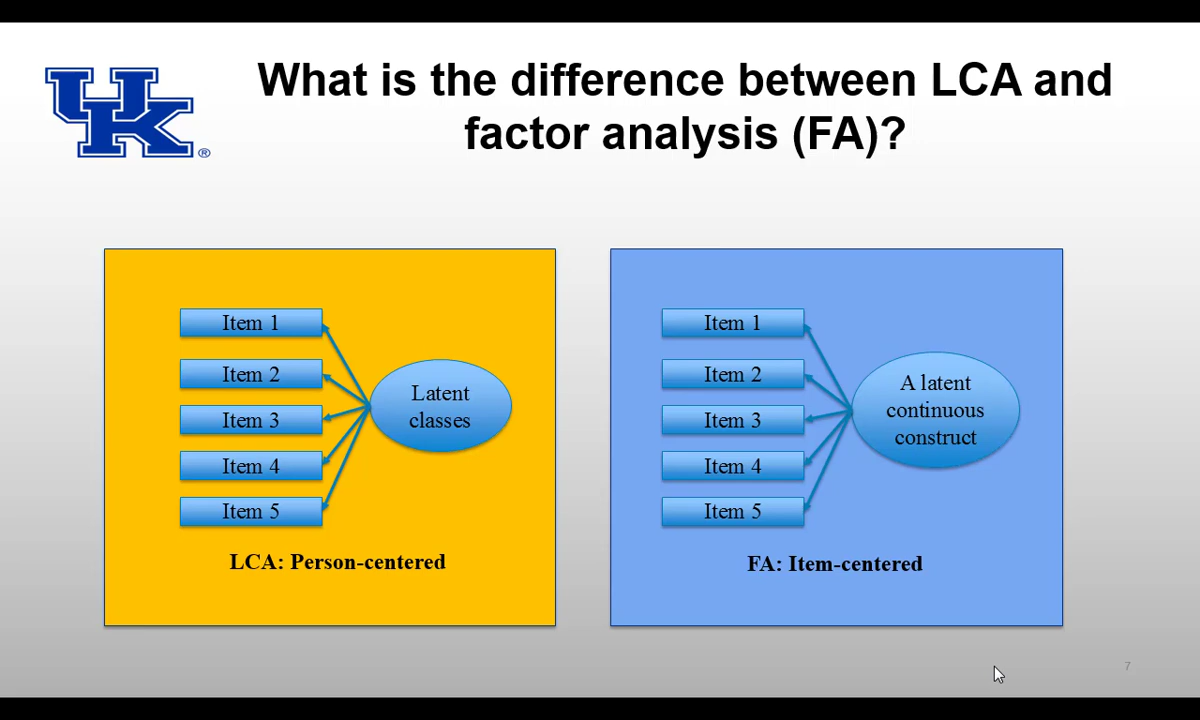 UK
®
What is the difference between LCA and
factor analysis (FA)?
Item 1
Item 2
Item 3
Item 4
Item 5
Latent
classes
LCA: Person-centered
Item 1
Item 2
Item 3
Item 4
Item 5
A latent
continuous
construct
FA: Item-centered
7